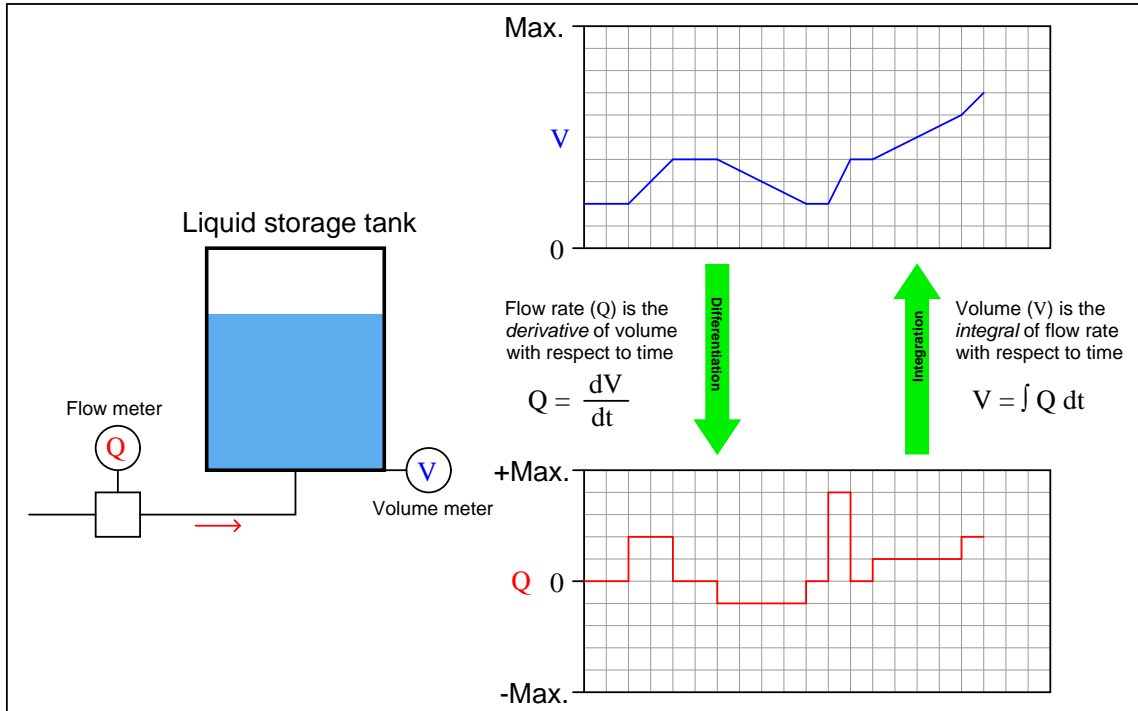 Liquid storage tank
Flow meter
Q
V
Volume meter
Max.
V
0
Flow rate (Q) is the
derivative of volume
with respect to time
Q = dV
dt
Differentiation
Integration
Volume (V) is the
integral of flow rate
with respect to time
V = ∫ Q dt
+Max.
Q 0
-Max.